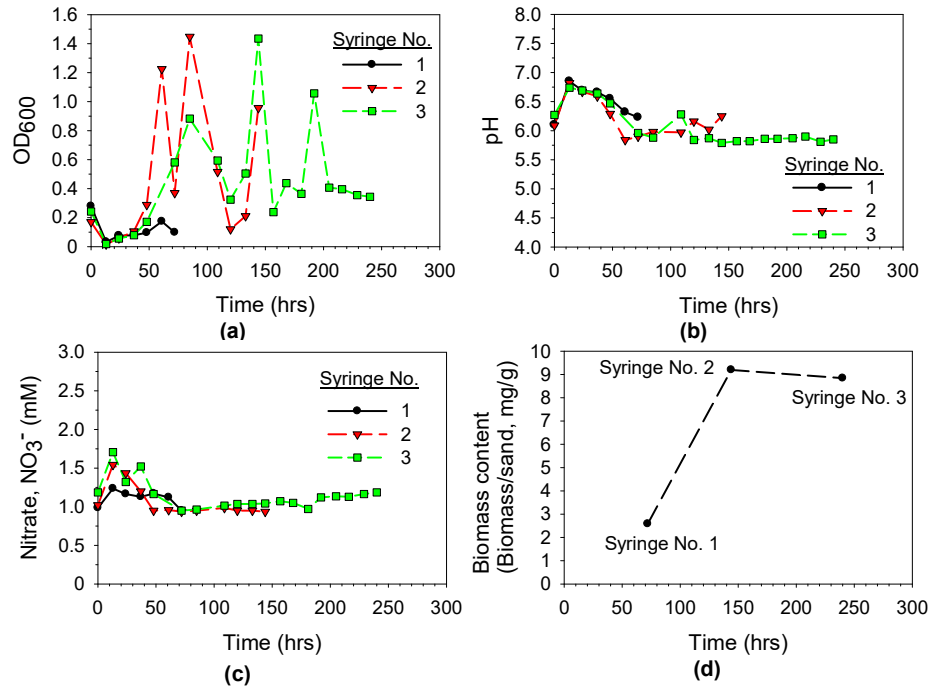 1.6
1.4
1.2
1.0
0.8
0.6
0.4
0.2
0
OD600
Syringe No.
1
2
3
0 50 100 150 200 250 300
Time (hrs)
(a)
8.0
7.5
7.0
6.5
6.0
5.5
5.0
4.5
4.0
pH
Syringe No.
1
2
3
0 50 100 150 200 250 300
Time (hrs)
(b)
3.0
2.5
2.0
1.5
1.0
0.5
0
Nitrate, NO3⁻ (mM)
Syringe No.
1
2
3
0 50 100 150 200 250 300
Time (hrs)
(c)
10
9
8
7
6
5
4
3
2
1
0
Biomass content
(Biomass/sand, mg/g)
Syringe No. 2
Syringe No. 3
Syringe No. 1
0 50 100 150 200 250 300
Time (hrs)
(d)